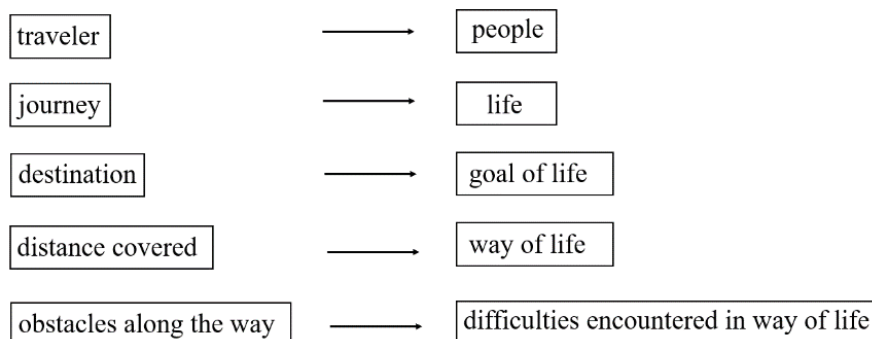 traveler
people
journey
life
destination
goal of life
distance covered
way of life
obstacles along the way
difficulties encountered in way of life